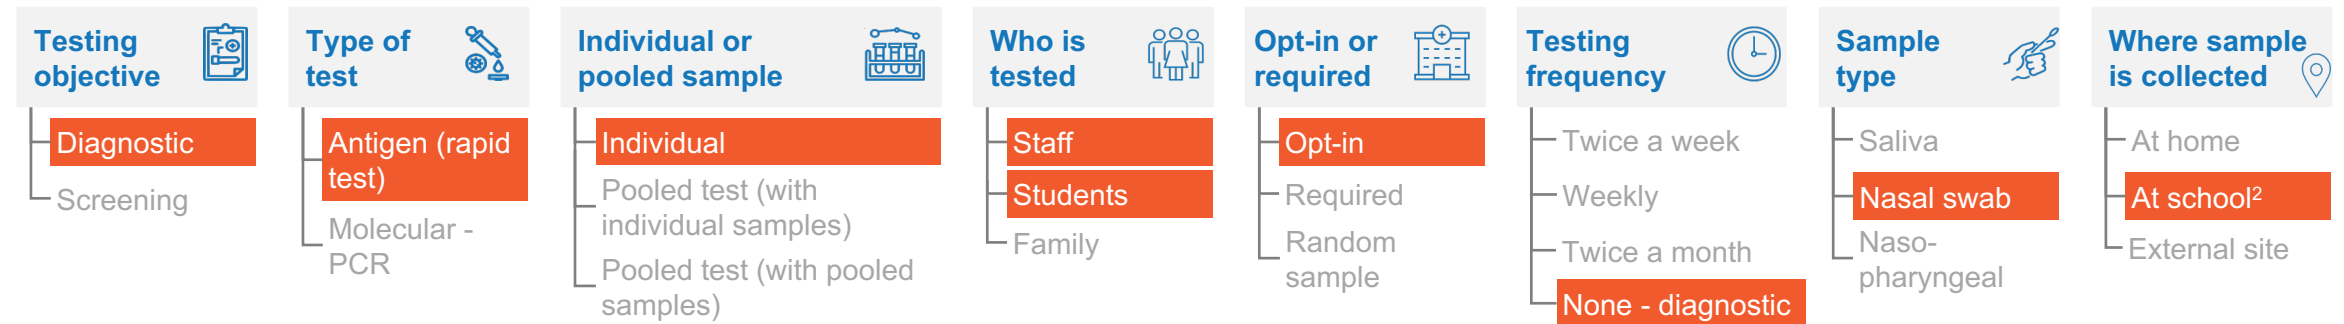 Testing
objective
Diagnostic
Screening
Type of
test
Antigen (rapid
test)
Molecular -
PCR
Individual or
pooled sample
Individual
Pooled test (with
individual samples)
Pooled test (with pooled
samples)
Who is
tested
Staff
Students
Family
Opt-in or
required
Opt-in
Required
Random
sample
Testing
frequency
Twice a week
Weekly
Twice a month
None - diagnostic
Sample
type
Saliva
Nasal swab
Naso-
pharyngeal
Where sample
is collected
At home
At school²
External site